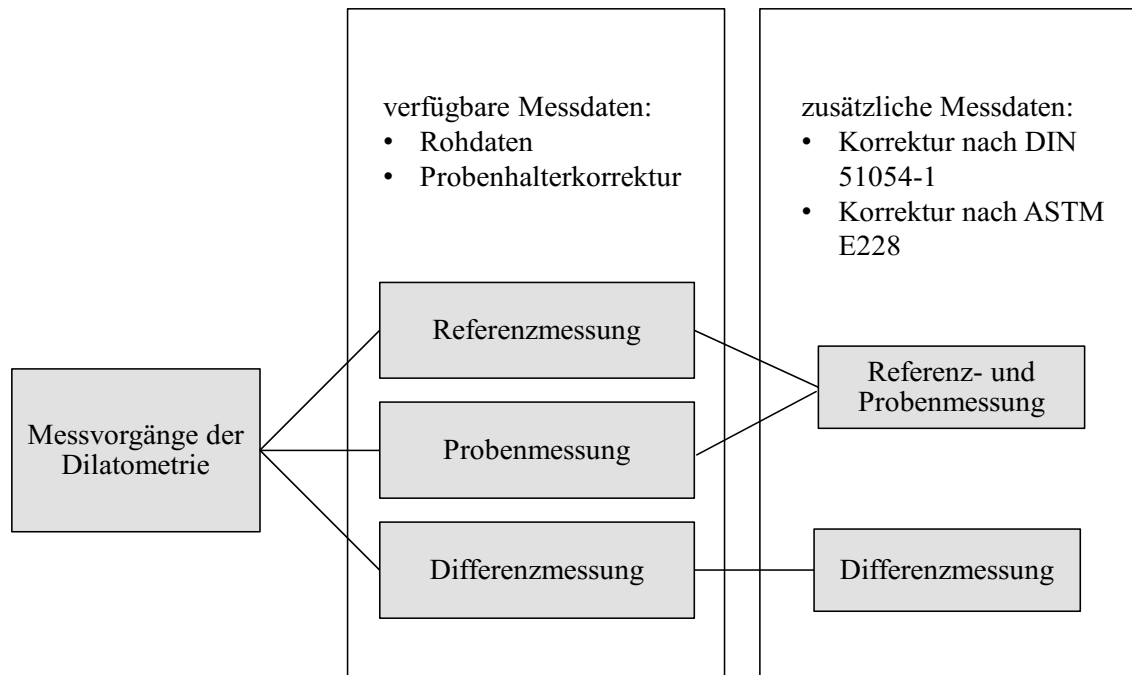 verfügbare Messdaten:
• Rohdaten
• Probenhalterkorrektur
zusätzliche Messdaten:
• Korrektur nach DIN
51054-1
• Korrektur nach ASTM
E228
Messvorgänge der
Dilatometrie
Referenzmessung
Probenmessung
Differenzmessung
Referenz- und
Probenmessung
Differenzmessung